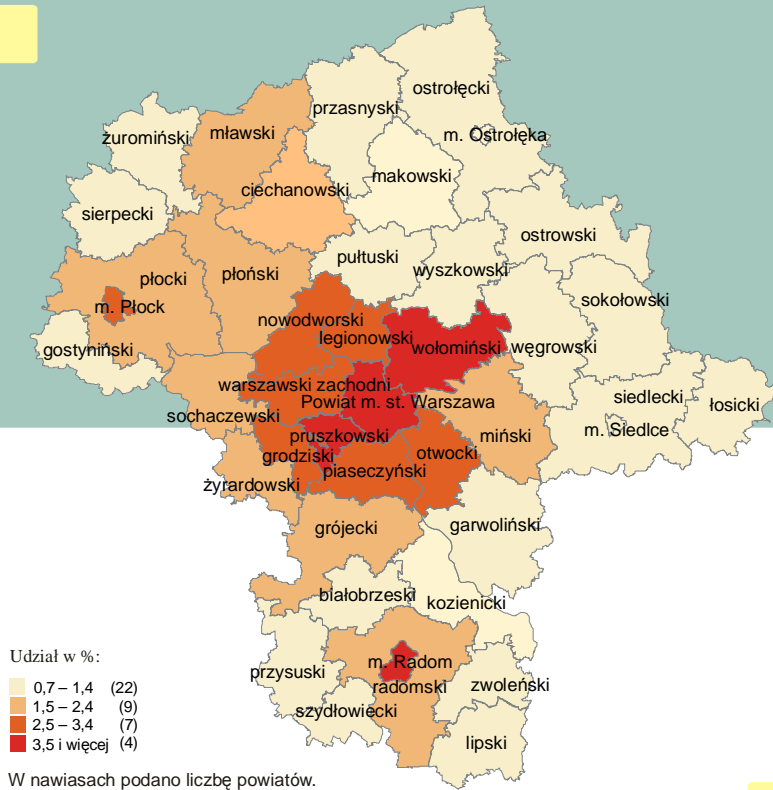 ostrołęcki
przasnyski
m. Ostrołęka
żuromiński
mławski
makowski
ciechanowski
sierpecki
ostrowski
pułtuski
wyszkowski
płocki
płoński
sokołowski
m. Płock
nowodworski
legionowski
wołomiński
węgrowski
gostyniński
warszawski zachodni
siedlecki
łosicki
Powiat m. st. Warszawa
sochaczewski
pruszkowski
miński
m. Siedlce
grodziski
otwocki
piaseczyński
żyrardowski
grójecki
garwoliński
białobrzeski
kozienicki
m. Radom
przysuski
radomski
zwoleński
szydłowiecki
lipski
Udział w %:
0,7 – 1,4 (22)
1,5 – 2,4 (9)
2,5 – 3,4 (7)
3,5 i więcej (4)
W nawiasach podano liczbę powiatów.